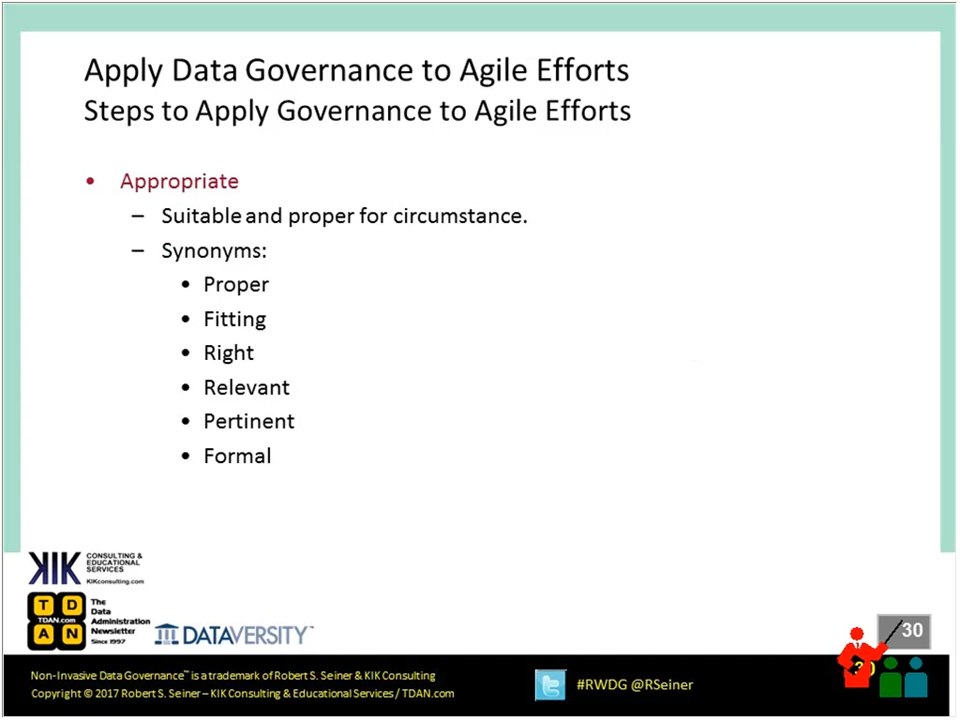 Apply Data Governance to Agile Efforts
Steps to Apply Governance to Agile Efforts
• Appropriate
– Suitable and proper for circumstance.
– Synonyms:
• Proper
• Fitting
• Right
• Relevant
• Pertinent
• Formal
KIK CONSULTING & EDUCATIONAL SERVICES
KIKconsulting.com
T D
TDAN.com
A N
The
Data
Administration
Newsletter
Since 1997
DATAVERSITY™
30
30
Non-Invasive Data Governance™ is a trademark of Robert S. Seiner & KIK Consulting
Copyright © 2017 Robert S. Seiner – KIK Consulting & Educational Services / TDAN.com
#RWDG @RSeiner